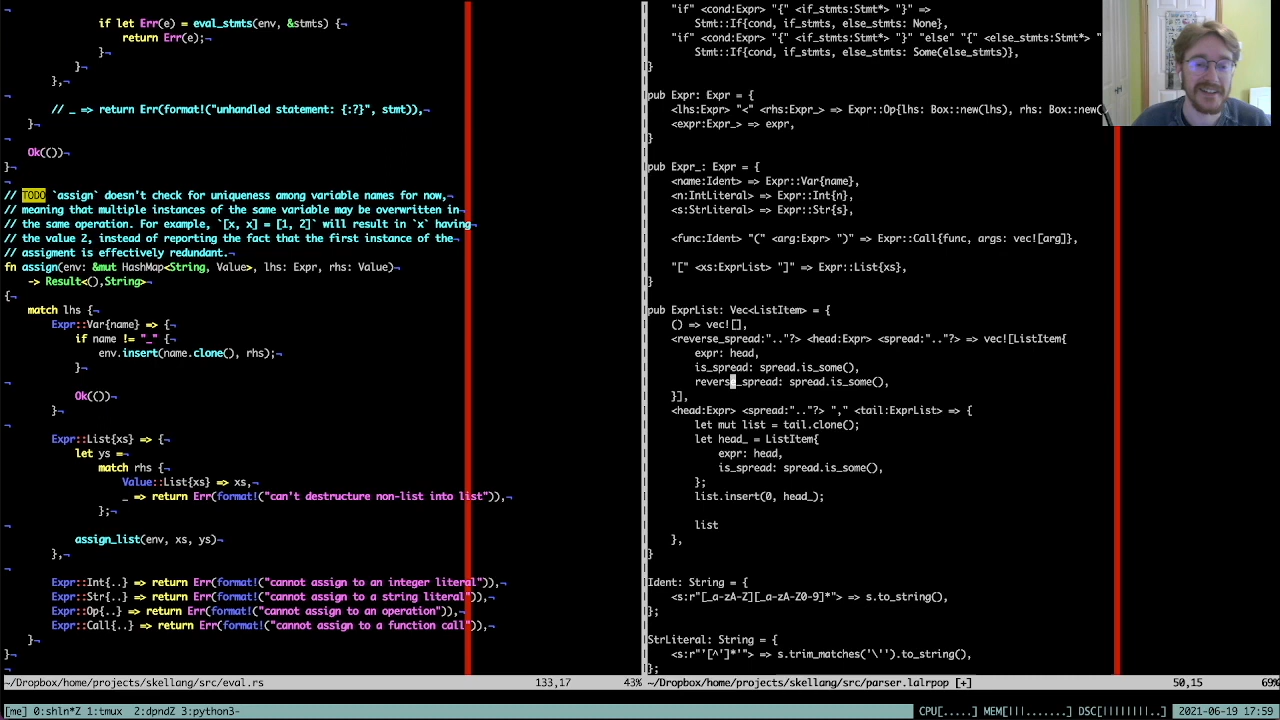 ¬
                if let Err(e) = eval_stmts(env, &stmts) {¬
                    return Err(e);¬
                }¬
            }¬
        },¬
¬
        // _ => return Err(format!("unhandled statement: {:?}", stmt)),¬
    }¬
¬
    Ok(())¬
}¬
¬
// TODO `assign` doesn't check for uniqueness among variable names for now,¬
// meaning that multiple instances of the same variable may be overwritten in¬
// the same operation. For example, `[x, x] = [1, 2]` will result in `x` having¬
// the value 2, instead of reporting the fact that the first instance of the¬
// assigment is effectively redundant.¬
fn assign(env: &mut HashMap<String, Value>, lhs: Expr, rhs: Value)¬
    -> Result<(),String>¬
{¬
    match lhs {¬
        Expr::Var{name} => {¬
            if name != "_" {¬
                env.insert(name.clone(), rhs);¬
            }¬
¬
            Ok(())¬
        }¬
¬
        Expr::List{xs} => {¬
            let ys =¬
                match rhs {¬
                    Value::List{xs} => xs,¬
                    _ => return Err(format!("can't destructure non-list into list")),¬
                };¬
¬
            assign_list(env, xs, ys)¬
        },¬
¬
        Expr::Int{..} => return Err(format!("cannot assign to an integer literal")),¬
        Expr::Str{..} => return Err(format!("cannot assign to a string literal")),¬
        Expr::Op{..} => return Err(format!("cannot assign to an operation")),¬
        Expr::Call{..} => return Err(format!("cannot assign to a function call")),¬
    }¬
}¬
¬
~/Dropbox/home/projects/skellang/src/eval.rs 133,17 43%
    "if" <cond:Expr> "{" <if_stmts:Stmt*> "}" =>
        Stmt::If{cond, if_stmts, else_stmts: None},
    "if" <cond:Expr> "{" <if_stmts:Stmt*> "}" "else" "{" <else_stmts:Stmt*> "
        Stmt::If{cond, if_stmts, else_stmts: Some(else_stmts)},
}

pub Expr: Expr = {
    <lhs:Expr> "<" <rhs:Expr_> => Expr::Op{lhs: Box::new(lhs), rhs: Box::new(
    <expr:Expr_> => expr,
}

pub Expr_: Expr = {
    <name:Ident> => Expr::Var{name},
    <n:IntLiteral> => Expr::Int{n},
    <s:StrLiteral> => Expr::Str{s},

    <func:Ident> "(" <arg:Expr> ")" => Expr::Call{func, args: vec![arg]},

    "[" <xs:ExprList> "]" => Expr::List{xs},
}

pub ExprList: Vec<ListItem> = {
    () => vec![],
    <reverse_spread:".."?> <head:Expr> <spread:".."?> => vec![ListItem{
        expr: head,
        is_spread: spread.is_some(),
        reverse_spread: spread.is_some(),
    }],
    <head:Expr> <spread:".."?> "," <tail:ExprList> => {
        let mut list = tail.clone();
        let head_ = ListItem{
            expr: head,
            is_spread: spread.is_some(),
        };
        list.insert(0, head_);

        list
    },
}

Ident: String = {
    <s:r"[_a-zA-Z][_a-zA-Z0-9]*"> => s.to_string(),
};

StrLiteral: String = {
    <s:r"'[^']*'"> => s.trim_matches('\'').to_string(),
};
~/Dropbox/home/projects/skellang/src/parser.lalrpop [+] 50,15 69%
[me] 0:shln*Z 1:tmux  2:dpndZ 3:python3- CPU[.....] MEM[|||.......] DSC[||||||||..] 2021-06-19 17:59